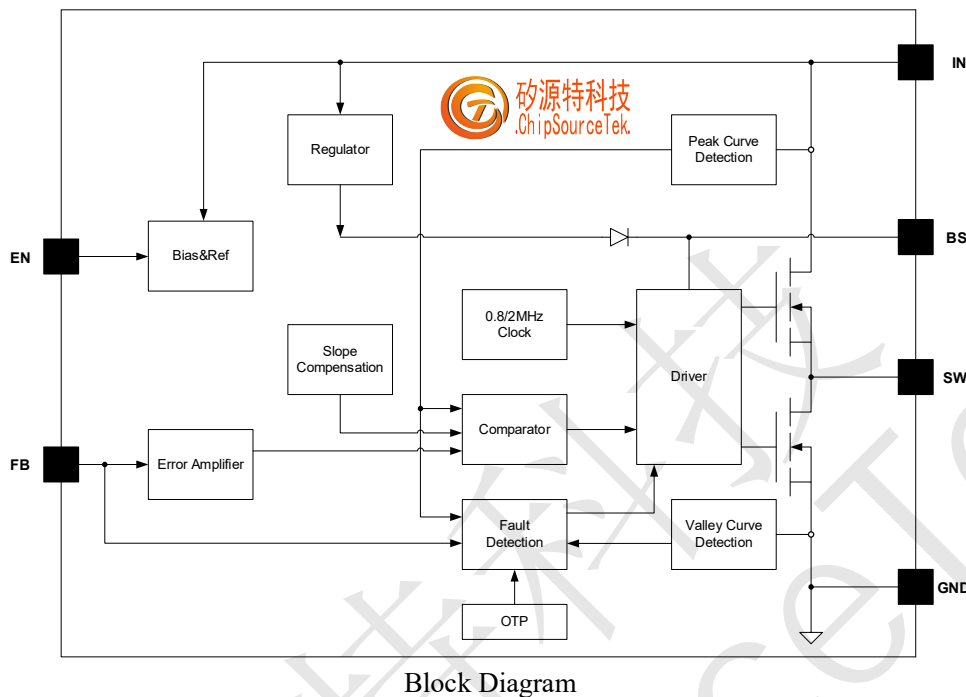 IN
矽源特科技
.ChipSourceTek.
Regulator
Peak Curve
Detection
EN
Bias&Ref
BS
0.8/2MHz
Clock
Slope
Compensation
Driver
SW
Comparator
FB
Error Amplifier
Fault
Detection
Valley Curve
Detection
GND
OTP
Block Diagram